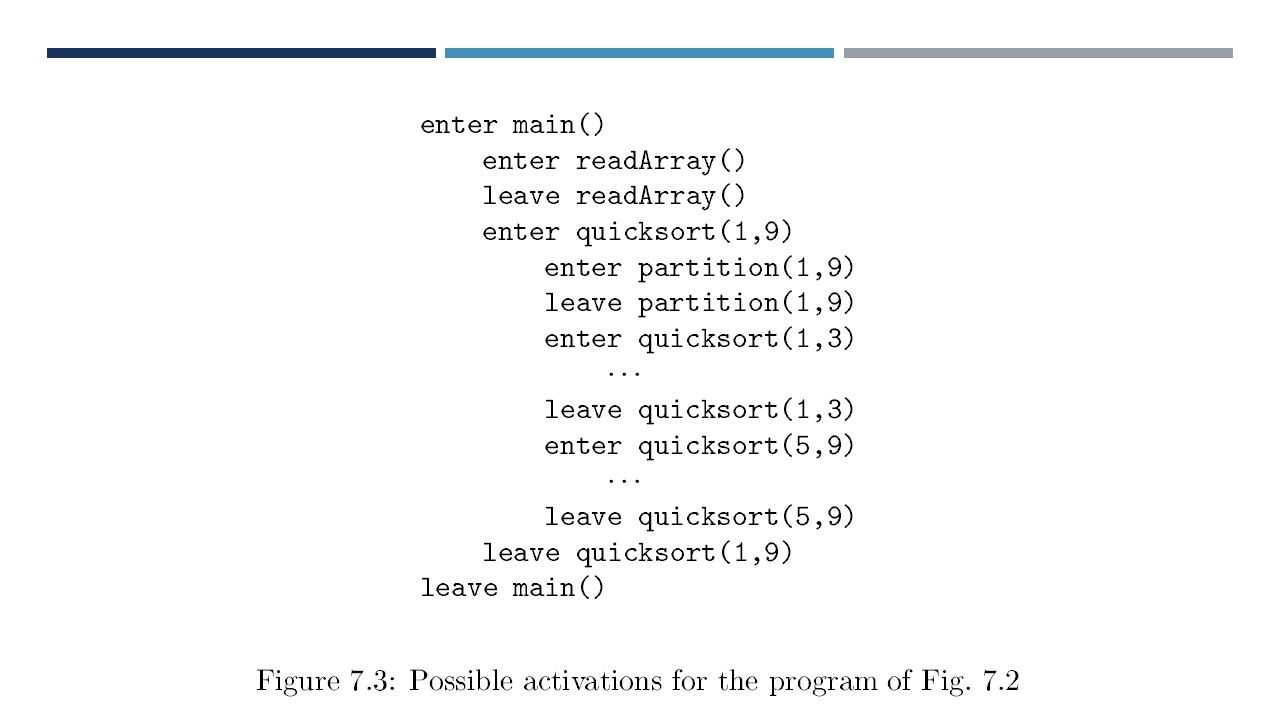 enter main()
enter readArray()
leave readArray()
enter quicksort(1,9)
enter partition(1,9)
leave partition(1,9)
enter quicksort(1,3)
...
leave quicksort(1,3)
enter quicksort(5,9)
...
leave quicksort(5,9)
leave quicksort(1,9)
leave main()
Figure 7.3: Possible activations for the program of Fig. 7.2